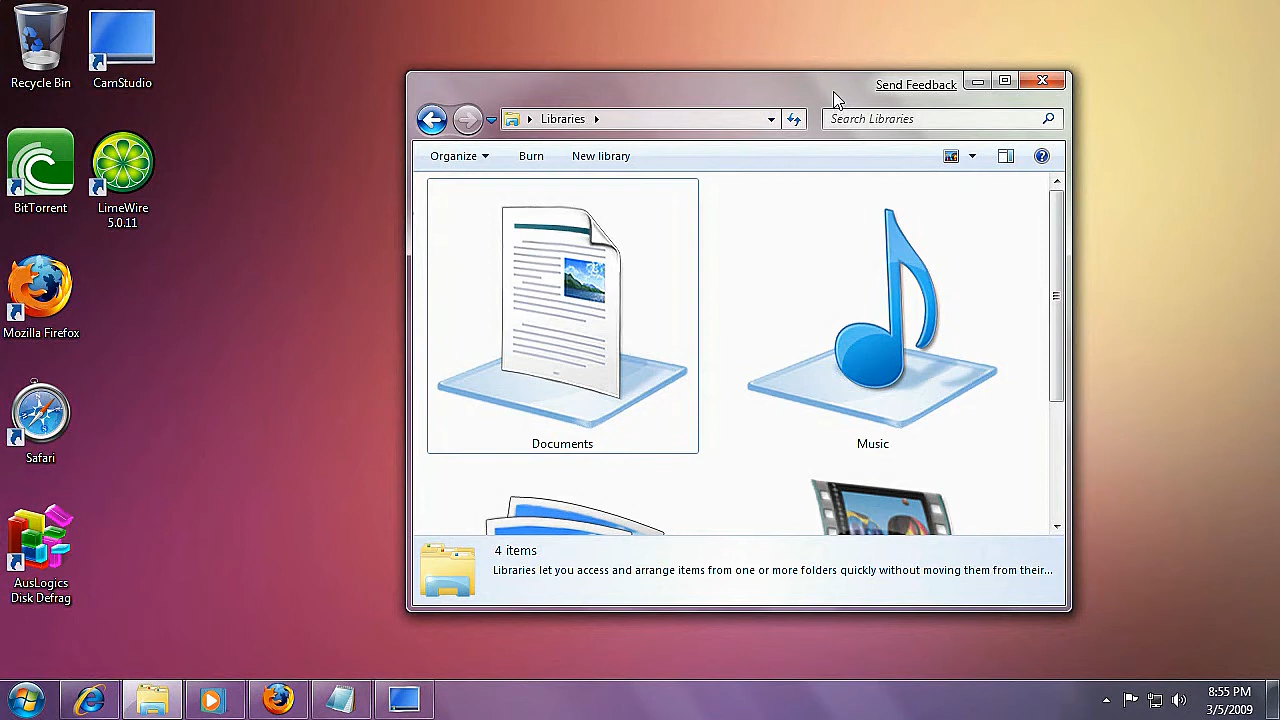 Recycle Bin
CamStudio
BitTorrent
LimeWire
5.0.11
Mozilla Firefox
Safari
AusLogics
Disk Defrag
Send Feedback
Libraries
Search Libraries
Organize
Burn
New library
Documents
Music
4 items
Libraries let you access and arrange items from one or more folders quickly without moving them from their...
8:55 PM
3/5/2009